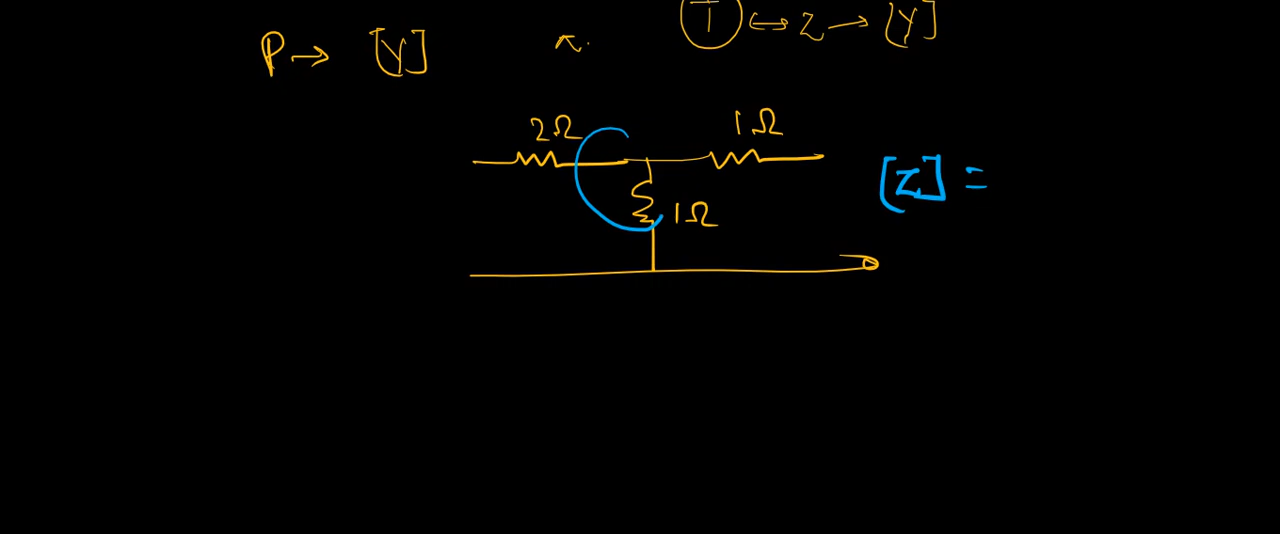 T ↔ Z → [Y]
P → [Y]
2Ω 1Ω
[Z] =
1Ω